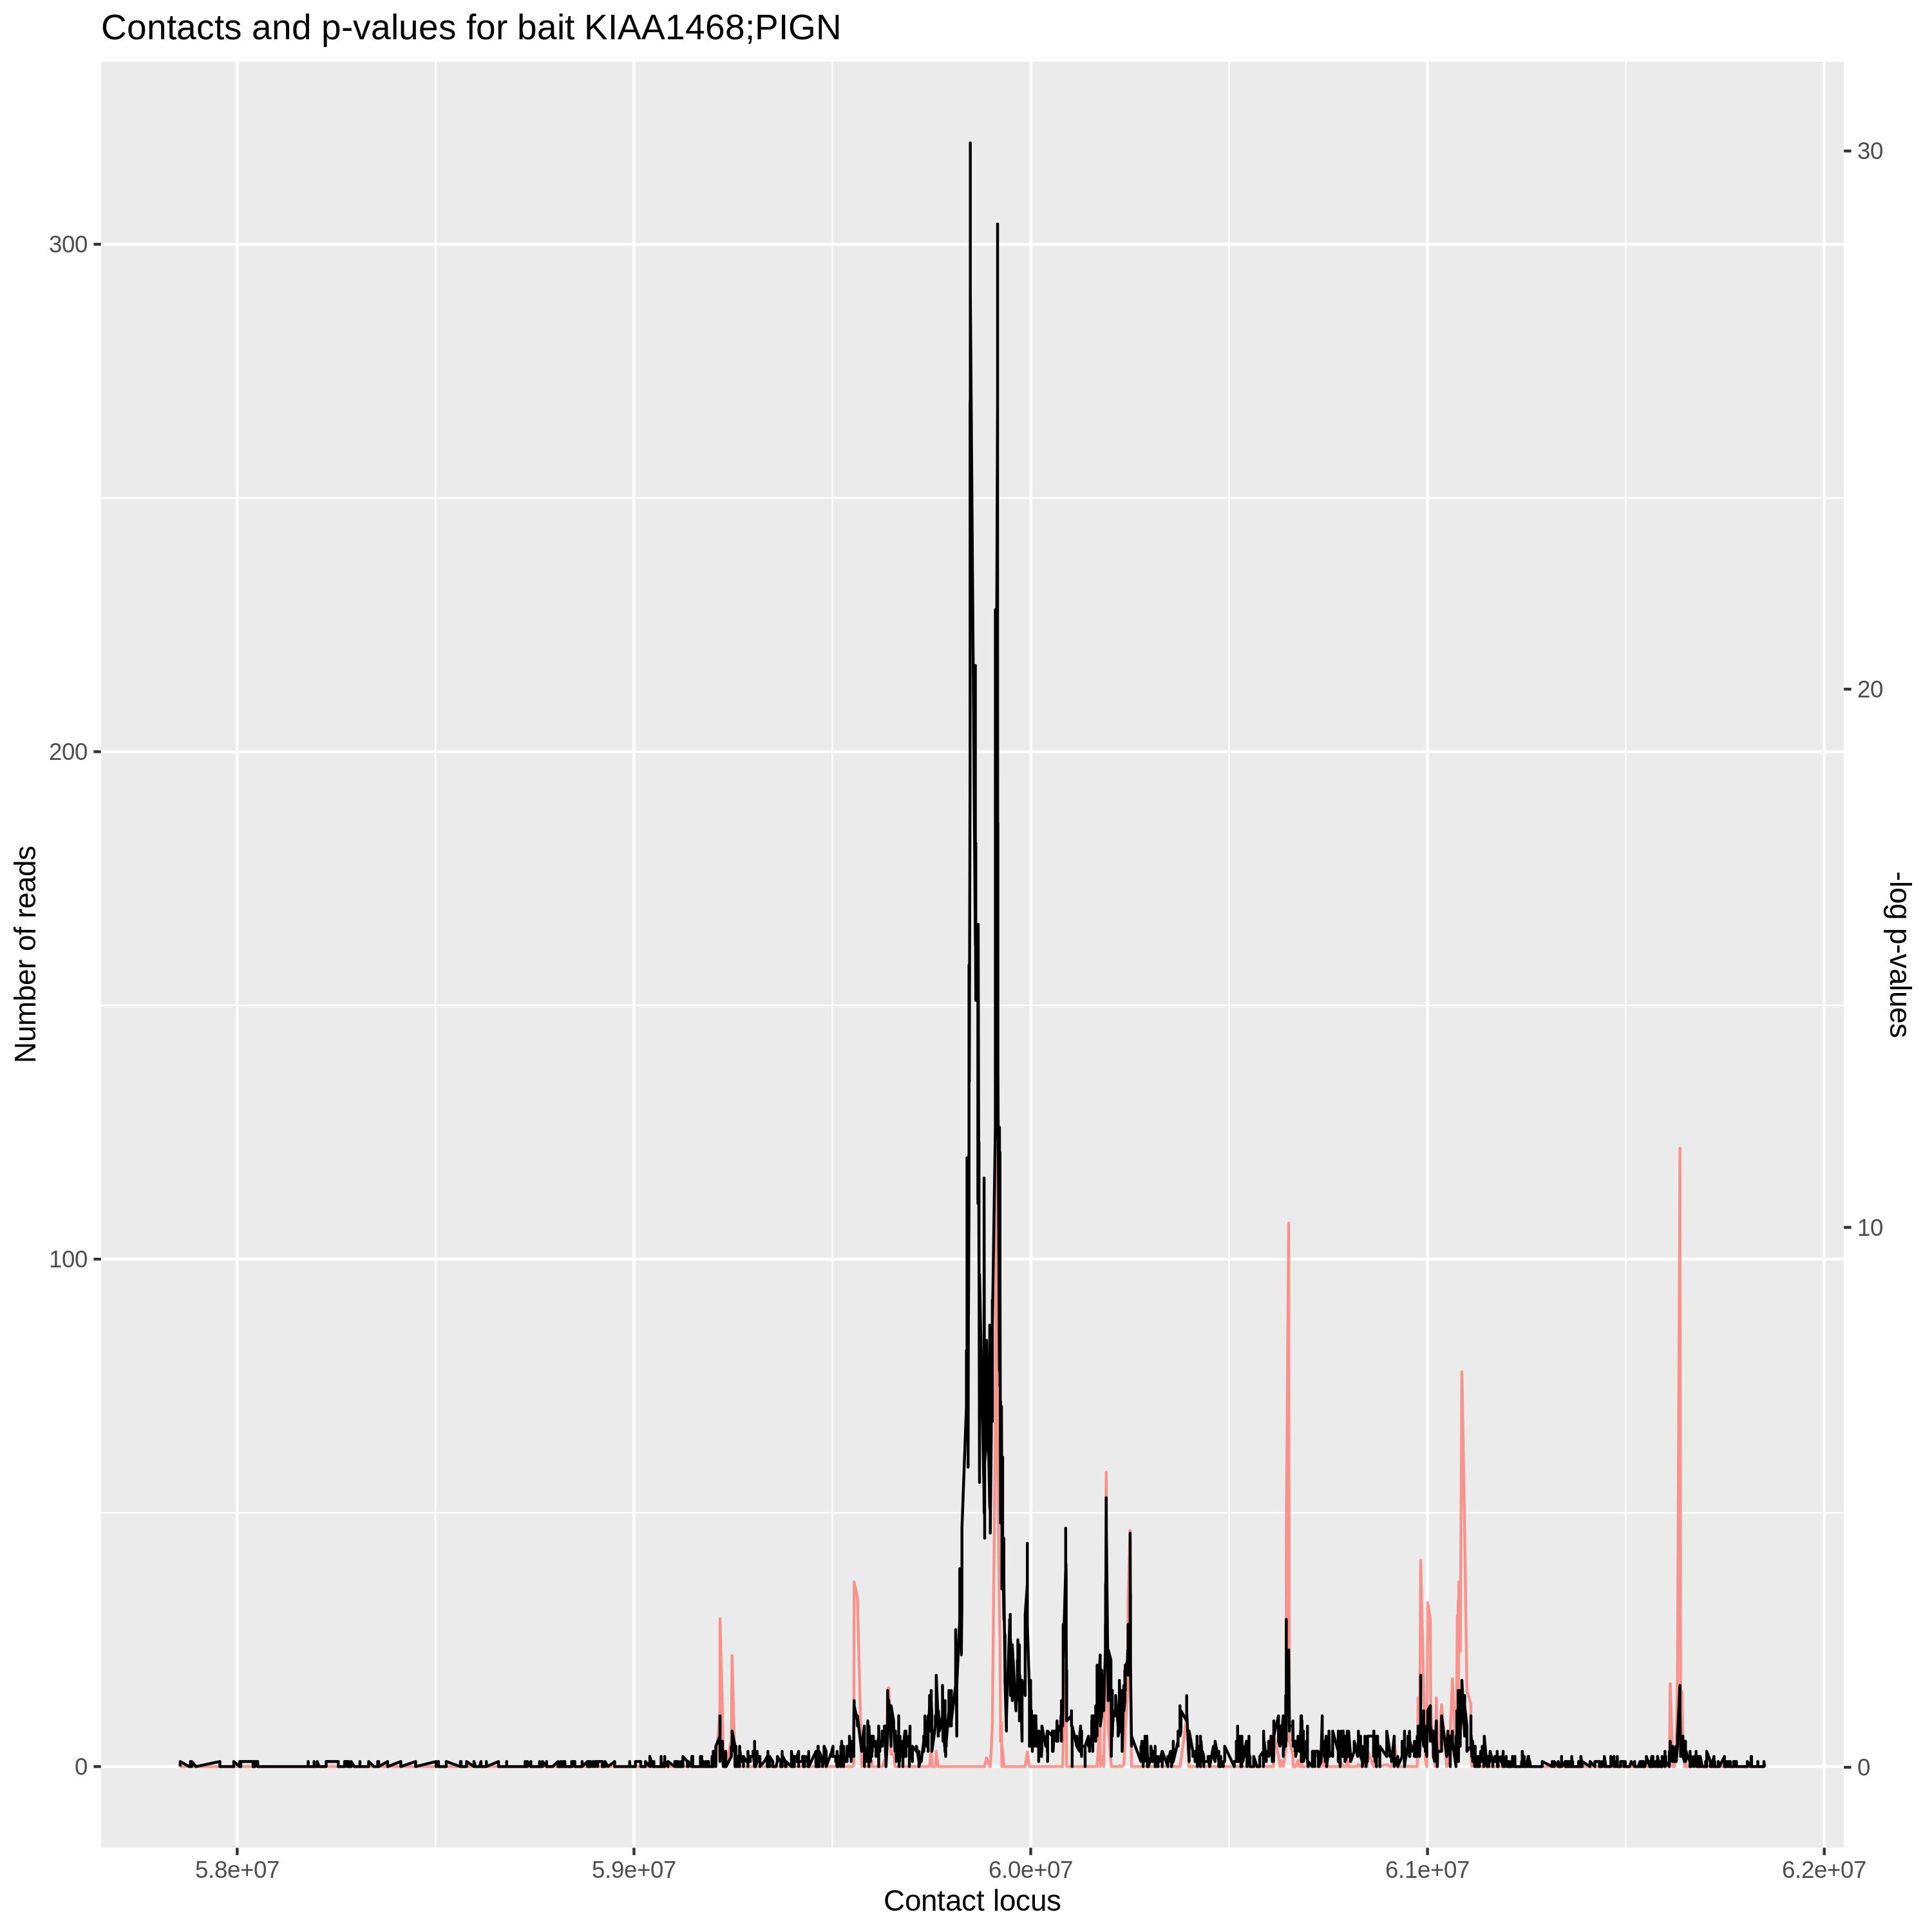 Contacts and p-values for bait KIAA1468;PIGN
300
200
100
0
Number of reads
30
20
10
0
-log p-values
5.8e+07
5.9e+07
6.0e+07
6.1e+07
6.2e+07
Contact locus